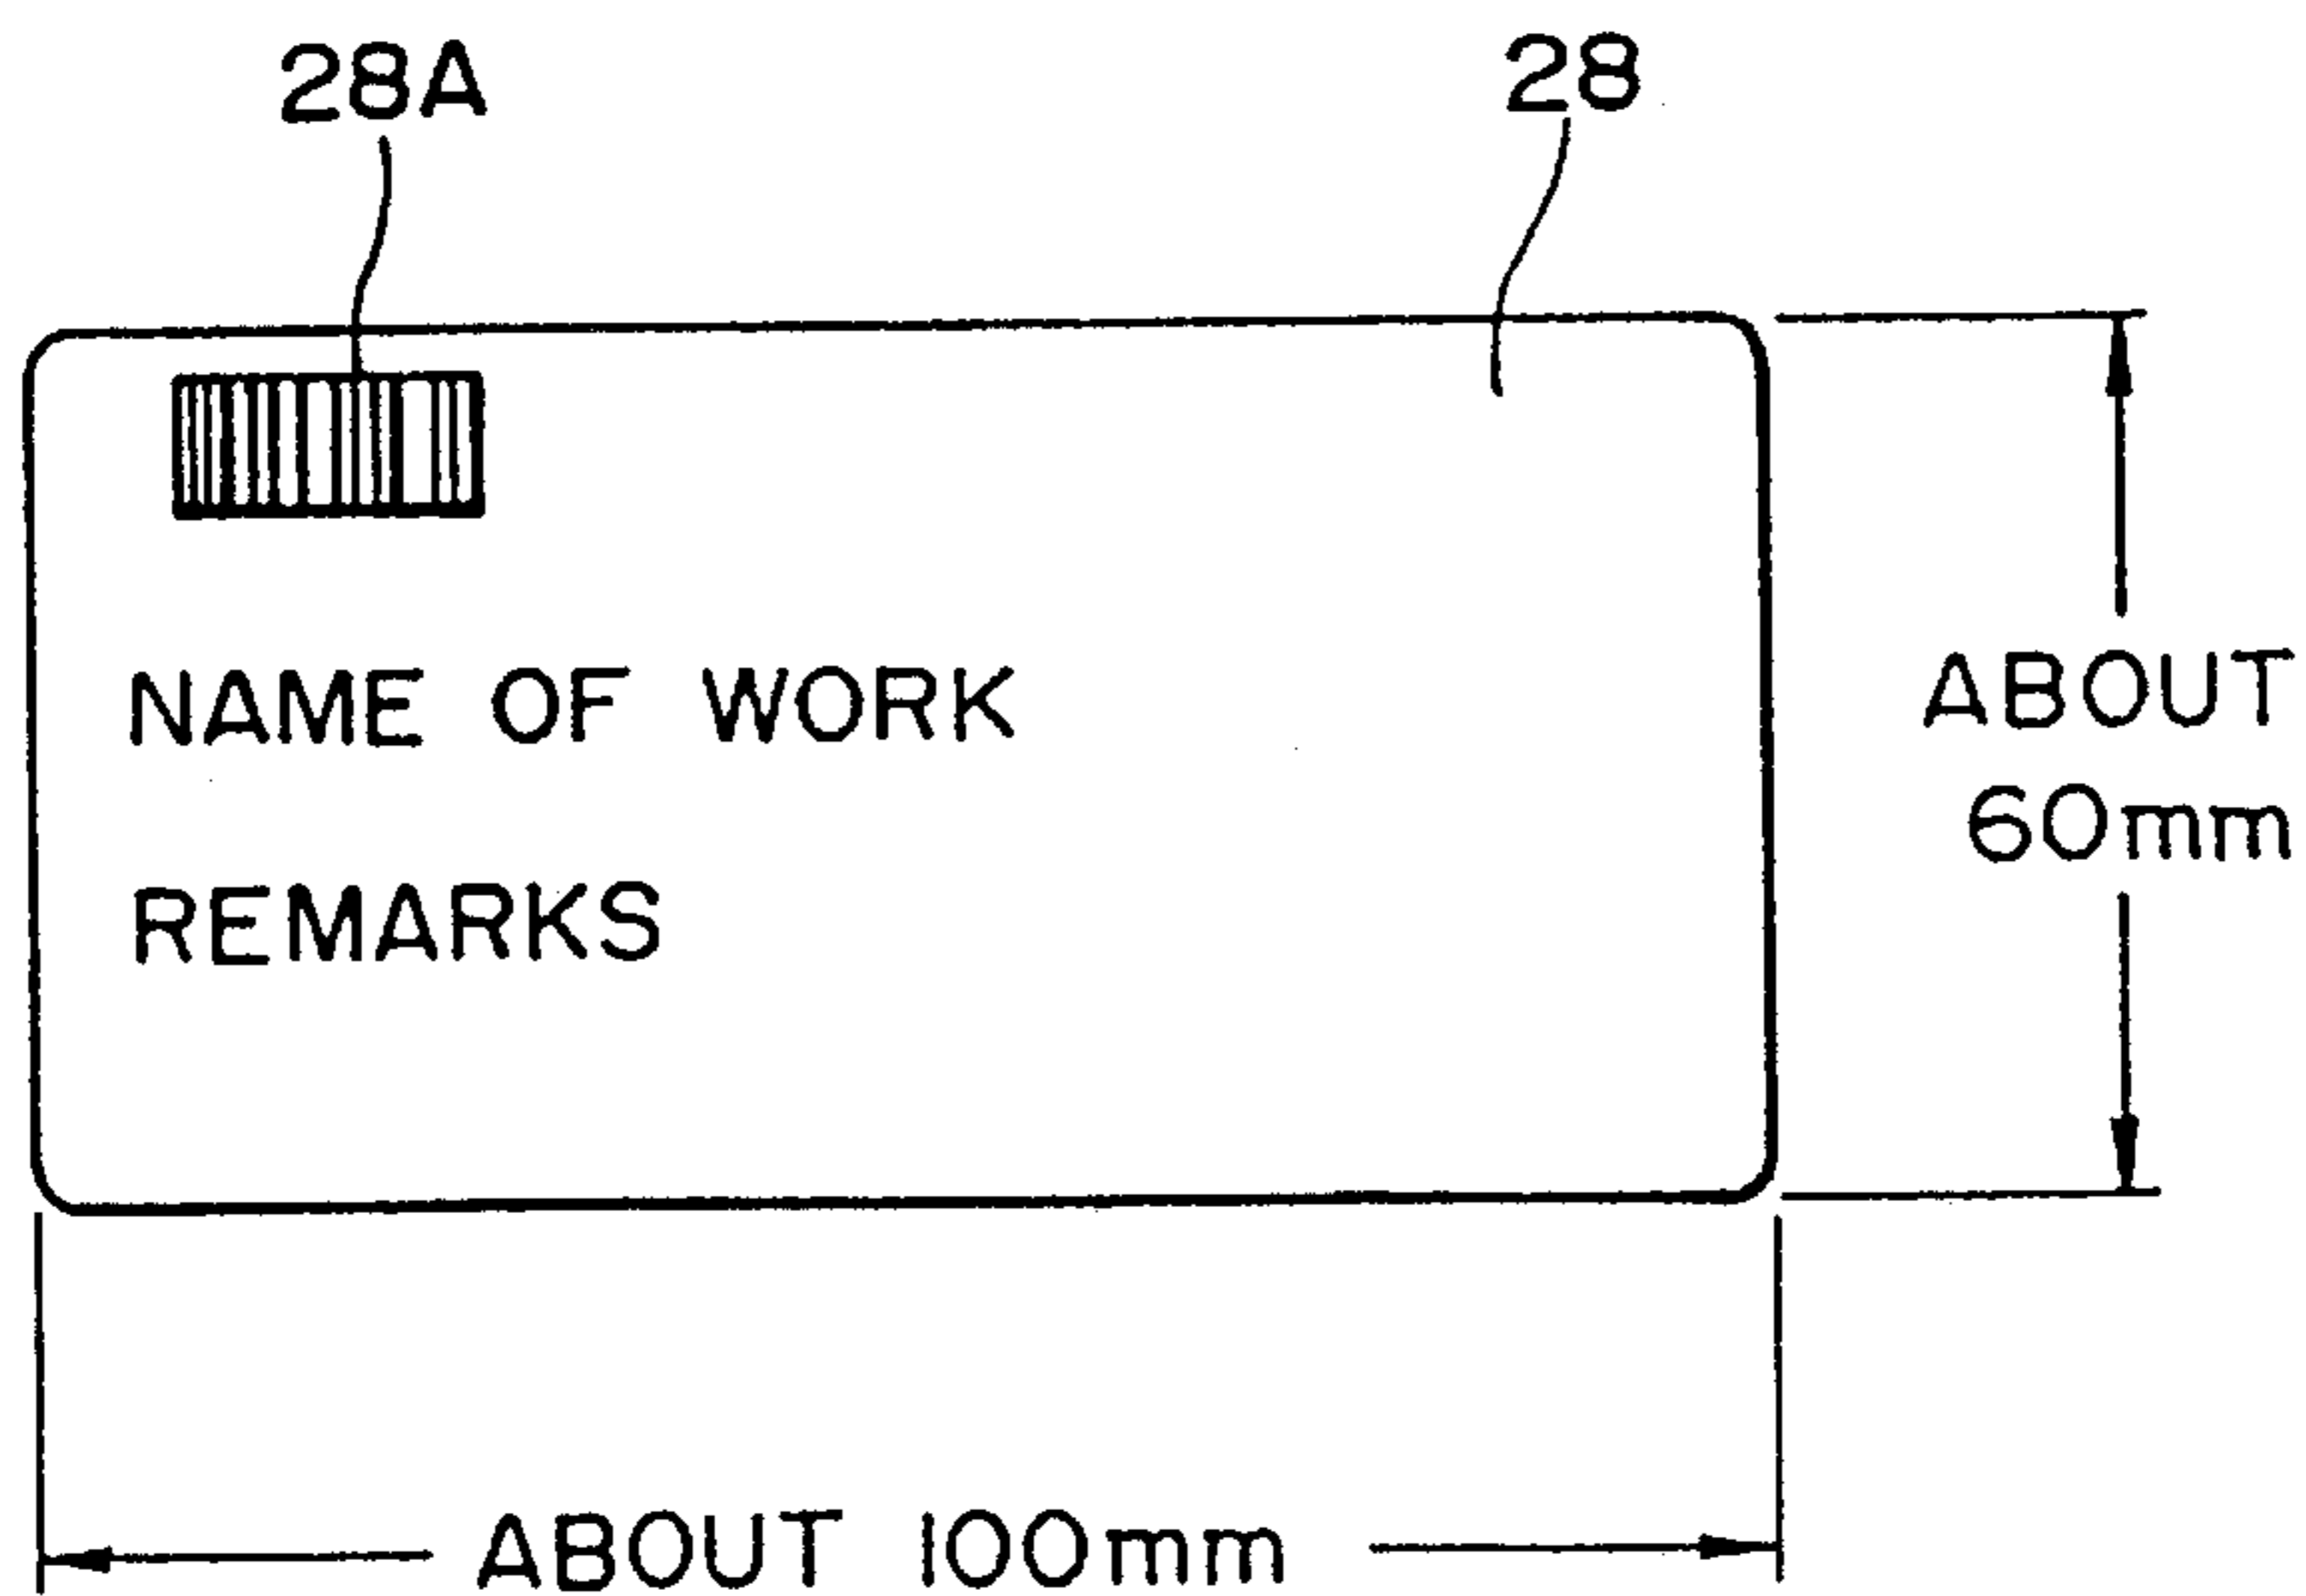 28A
28
NAME OF WORK
REMARKS
ABOUT
60mm
ABOUT 100mm